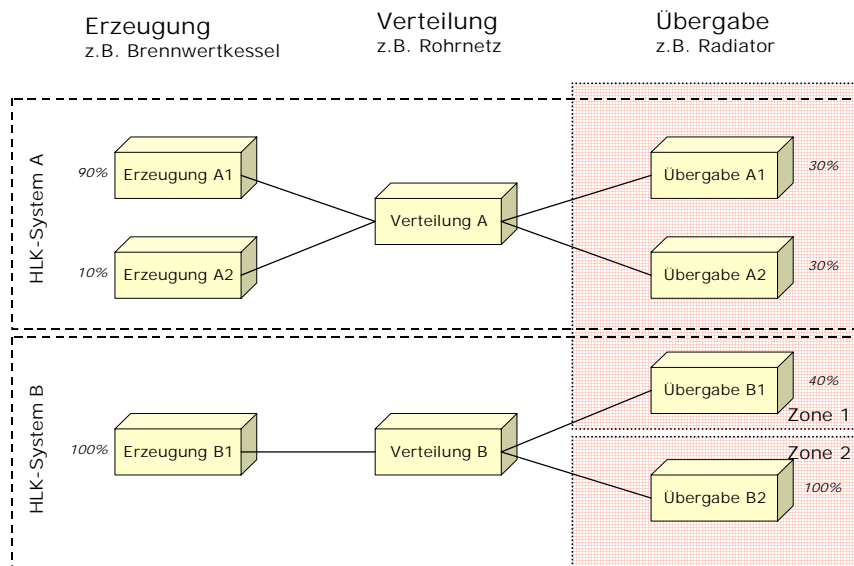 Erzeugung
z.B. Brennwertkessel
Verteilung
z.B. Rohrnetz
Übergabe
z.B. Radiator
HLK-System A
90%
Erzeugung A1
10%
Erzeugung A2
Verteilung A
Übergabe A1
30%
Übergabe A2
30%
HLK-System B
100%
Erzeugung B1
Verteilung B
Übergabe B1
40%
Zone 1
Zone 2
Übergabe B2
100%